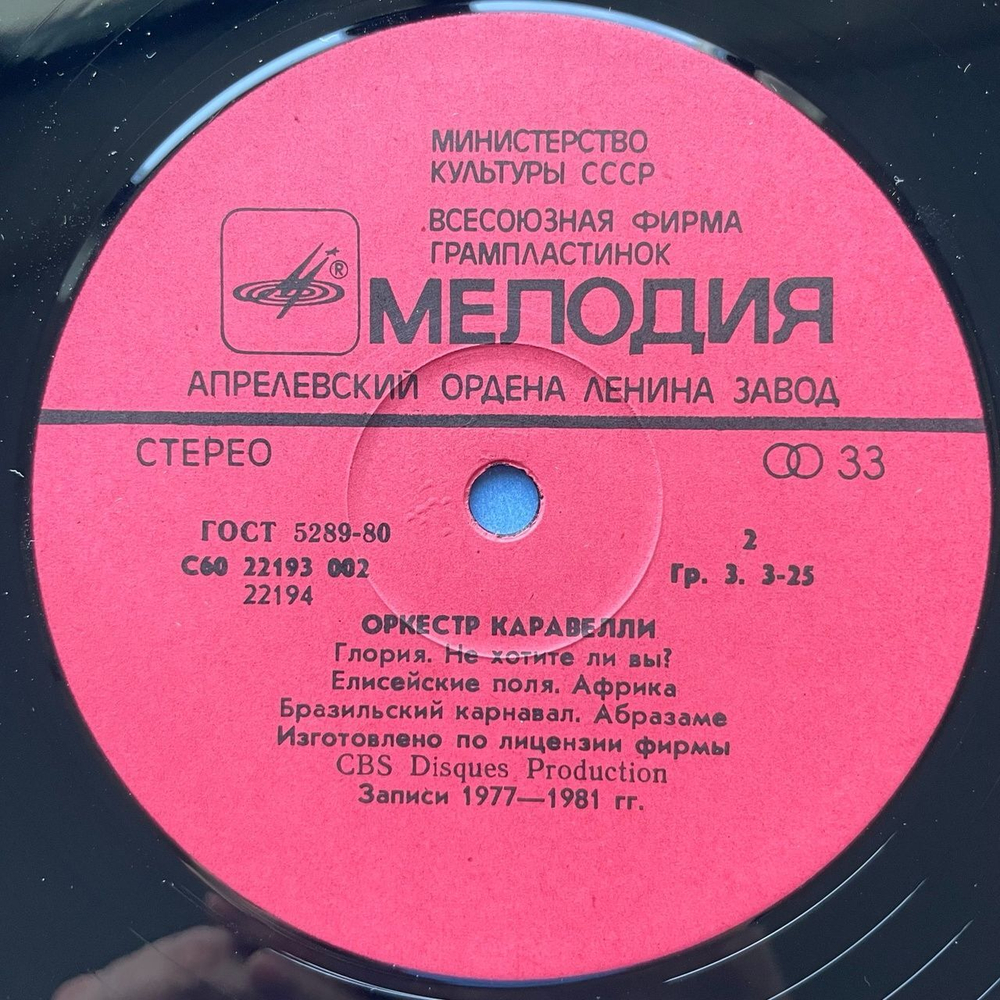 МИНИСТЕРСТВО
КУЛЬТУРЫ СССР
ВСЕСОЮЗНАЯ ФИРМА
ГРАМПЛАСТИНОК
®
МЕЛОДИЯ
АПРЕЛЕВСКИЙ ОРДЕНА ЛЕНИНА ЗАВОД
СТЕРЕО
33
ГОСТ 5289-80
2
С60 22193 002
Гр. 3. 3-25
22194
ОРКЕСТР КАРАВЕЛЛИ
Глория. Не хотите ли вы?
Елисейские поля. Африка
Бразильский карнавал. Абразаме
Изготовлено по лицензии фирмы
CBS Disques Production
Записи 1977—1981 гг.